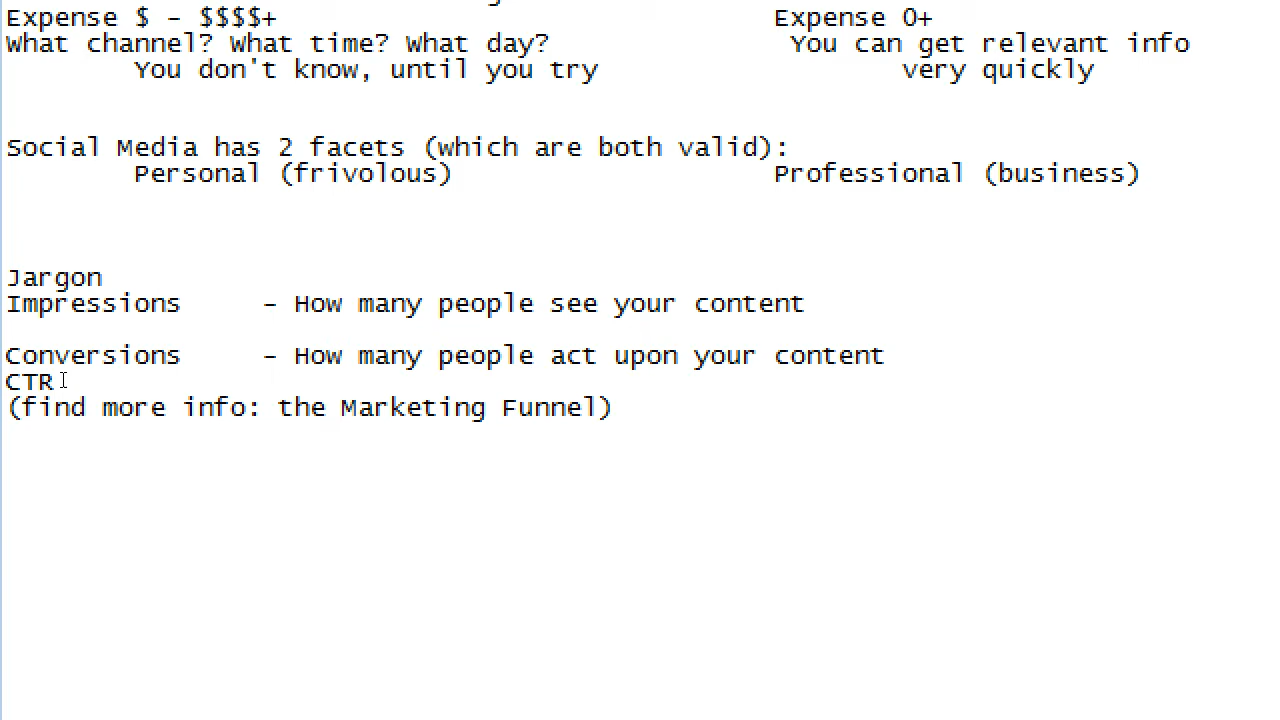 Expense $ – $$$$+ Expense 0+
What channel? What time? What day? You can get relevant info
You don't know, until you try very quickly
Social Media has 2 facets (which are both valid):
Personal (frivolous) Professional (business)
Jargon
Impressions – How many people see your content
Conversions – How many people act upon your content
CTR
(find more info: the Marketing Funnel)